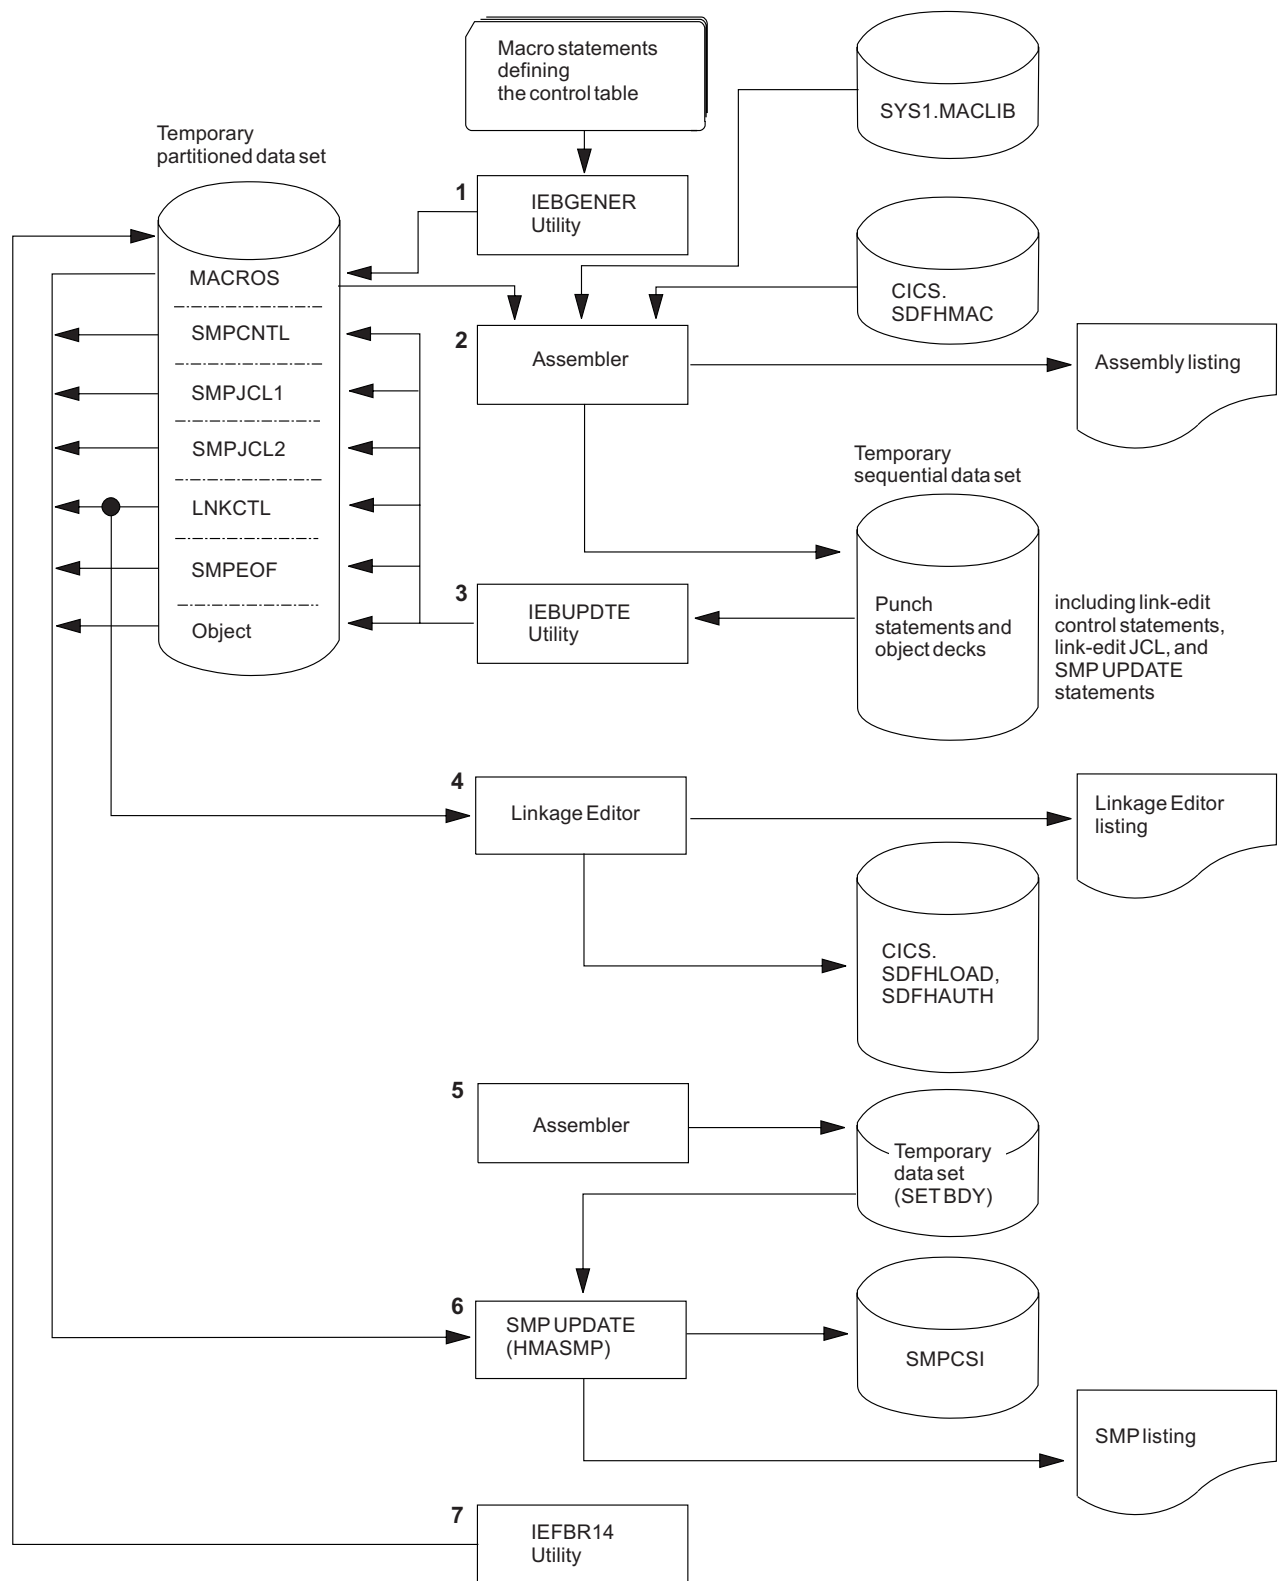 Macro statements
defining
the control table
SYS1.MACLIB
Temporary
partitioned data set
1
IEBGENER
Utility
MACROS
CICS.
SDFHMAC
SMPCNTL
2
Assembler
Assembly listing
SMPJCL1
SMPJCL2
Temporary
sequential data set
LNKCTL
SMPEOF
3
IEBUPDTE
Utility
Object
Punch
statements and
object decks
including link-edit
control statements,
link-edit JCL, and
SMP UPDATE
statements
4
Linkage Editor
Linkage Editor
listing
CICS.
SDFHLOAD,
SDFHAUTH
5
Assembler
Temporary
data set
(SETBDY)
6
SMP UPDATE
(HMASMP)
SMPCSI
SMP listing
7
IEFBR14
Utility